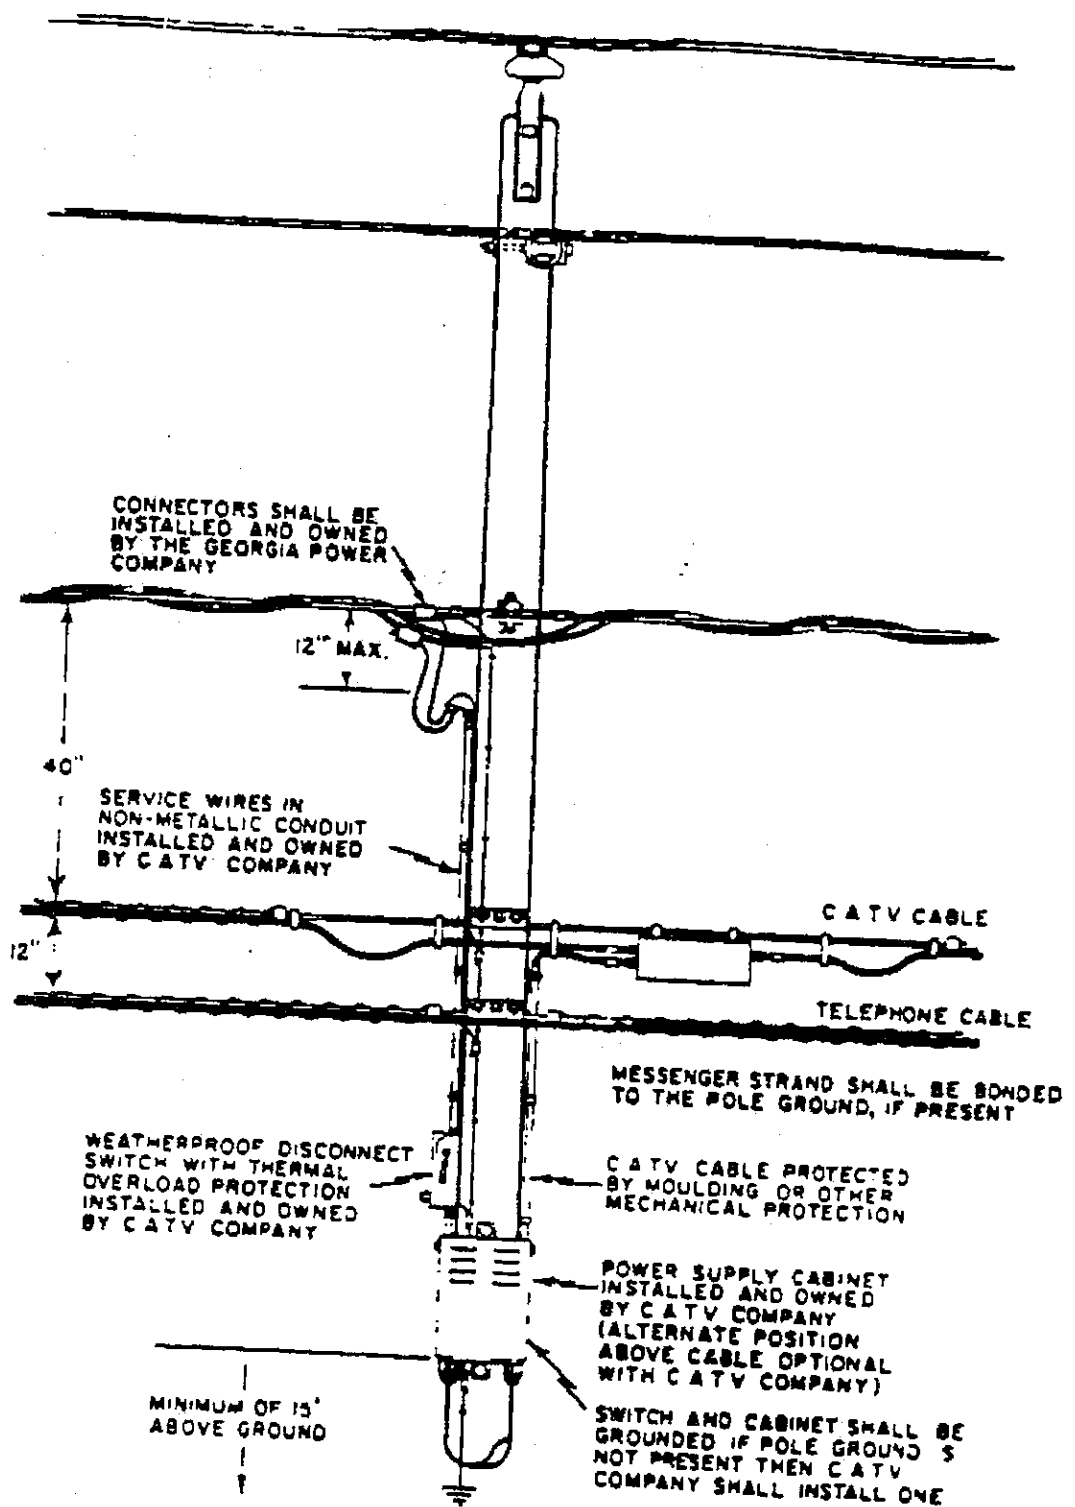 CONNECTORS SHALL BE
INSTALLED AND OWNED
BY THE GEORGIA POWER
COMPANY
12" MAX.
40"
SERVICE WIRES IN
NON-METALLIC CONDUIT
INSTALLED AND OWNED
BY C A T V COMPANY
C A T V CABLE
12"
TELEPHONE CABLE
MESSENGER STRAND SHALL BE BONDED
TO THE POLE GROUND, IF PRESENT
WEATHERPROOF DISCONNECT
SWITCH WITH THERMAL
OVERLOAD PROTECTION
INSTALLED AND OWNED
BY C A T V COMPANY
C A T V CABLE PROTECTED
BY MOULDING OR OTHER
MECHANICAL PROTECTION
POWER SUPPLY CABINET
INSTALLED AND OWNED
BY C A T V COMPANY
(ALTERNATE POSITION
ABOVE CABLE OPTIONAL
WITH C A T V COMPANY)
MINIMUM OF 15'
ABOVE GROUND
SWITCH AND CABINET SHALL BE
GROUNDED IF POLE GROUND S
NOT PRESENT THEN C A T V
COMPANY SHALL INSTALL ONE